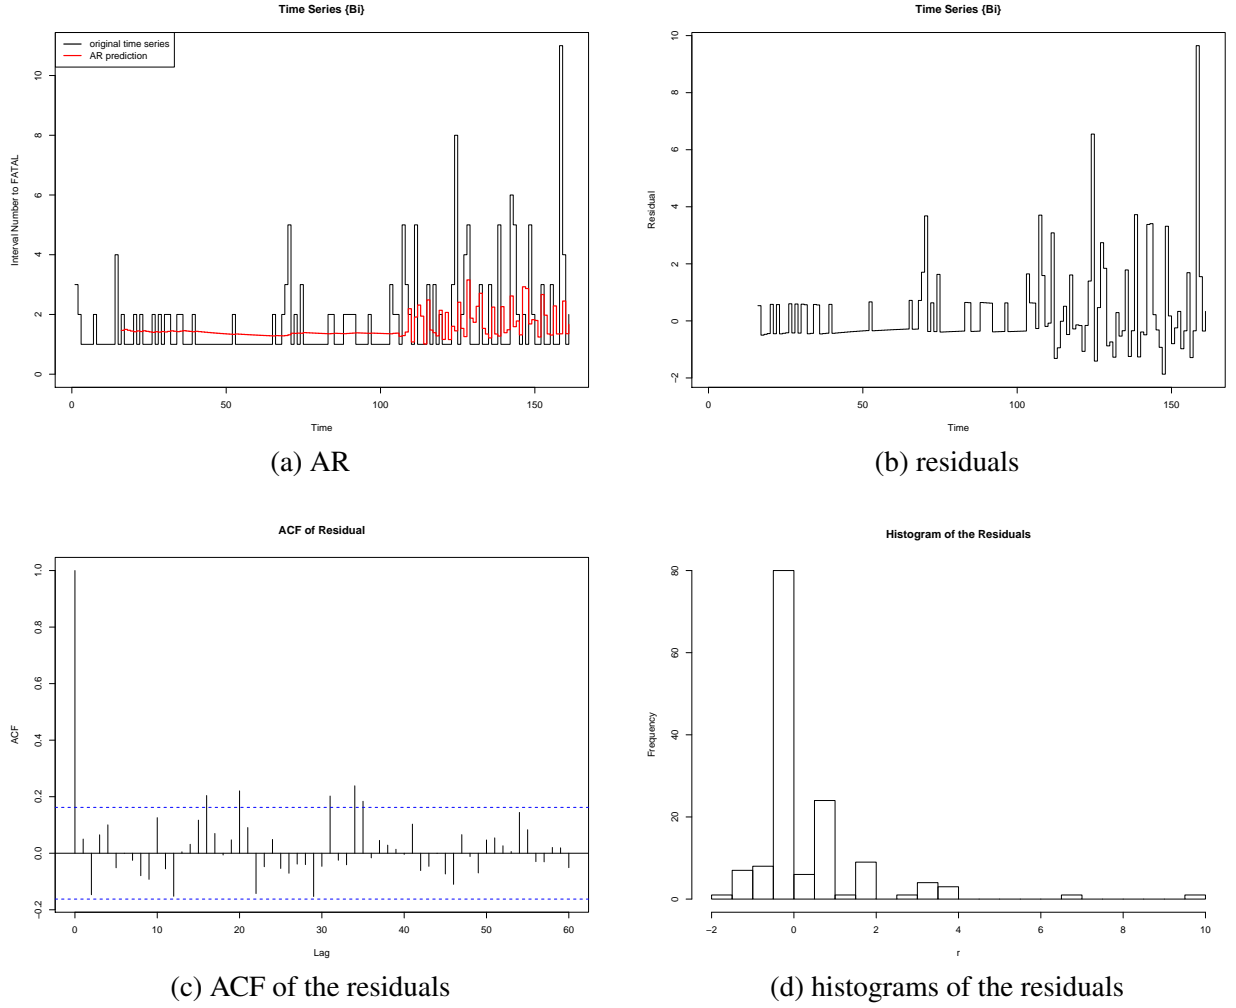 Time Series {Bi}
original time series
AR prediction
Interval Number to FATAL
0 2 4 6 8 10
0 50 100 150
Time
(a) AR
Time Series {Bi}
Residual
−2 0 2 4 6 8 10
0 50 100 150
Time
(b) residuals
ACF of Residual
ACF
−0.2 0.0 0.2 0.4 0.6 0.8 1.0
0 10 20 30 40 50 60
Lag
(c) ACF of the residuals
Histogram of the Residuals
Frequency
0 20 40 60 80
−2 0 2 4 6 8 10
r
(d) histograms of the residuals